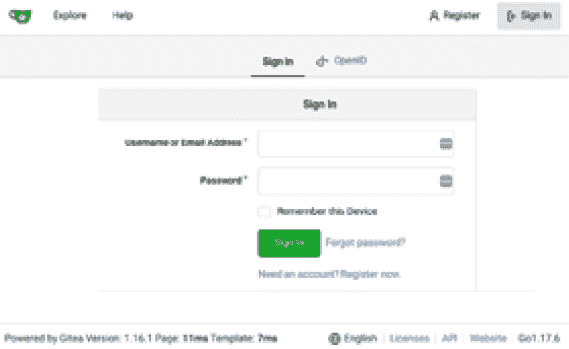 Explore Help Register Sign In
Sign In OpenID
Sign In
Username or Email Address *
Password *
Remember this Device
Sign In Forgot password?
Need an account? Register now.
Powered by Gitea Version: 1.16.1 Page: 11ms Template: 7ms English Licenses API Website Go1.17.6